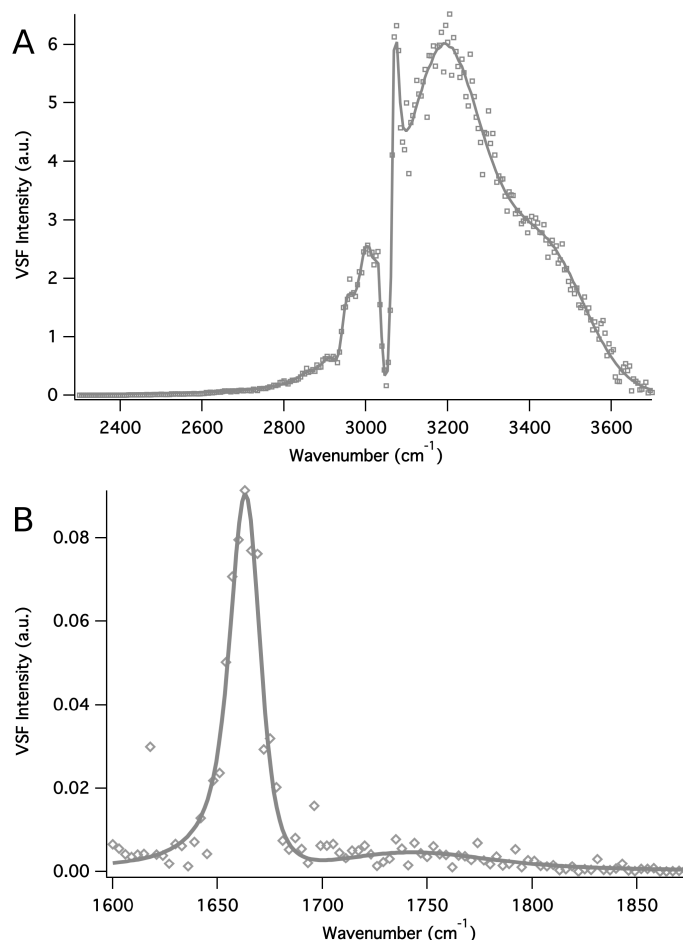 A
VSF Intensity (a.u.)
6
5
4
3
2
1
0
2400 2600 2800 3000 3200 3400 3600
Wavenumber (cm⁻¹)
B
VSF Intensity (a.u.)
0.08
0.06
0.04
0.02
0.00
1600 1650 1700 1750 1800 1850
Wavenumber (cm⁻¹)